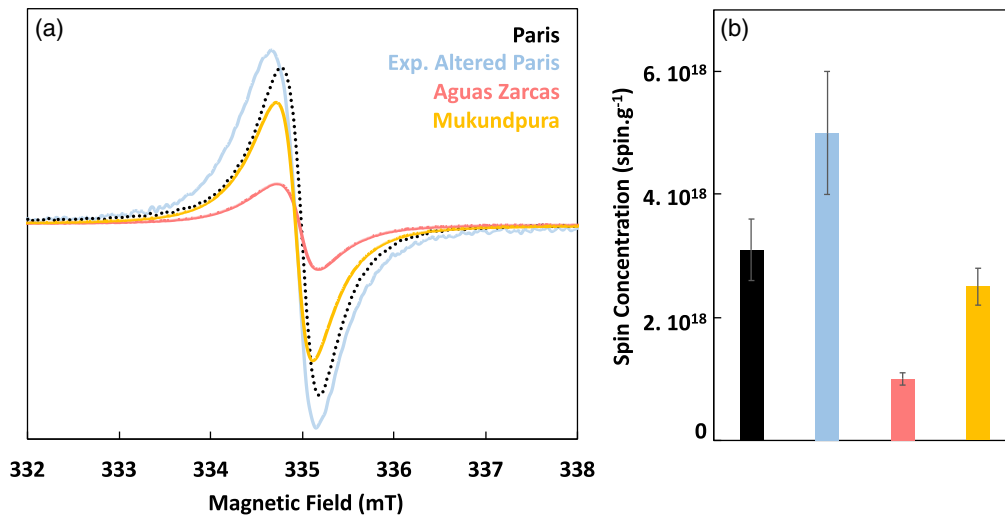 (a)
Paris
Exp. Altered Paris
Aguas Zarcas
Mukundpura
332 333 334 335 336 337 338
Magnetic Field (mT)
(b)
Spin Concentration (spin.g⁻¹)
6. 10¹⁸
4. 10¹⁸
2. 10¹⁸
0